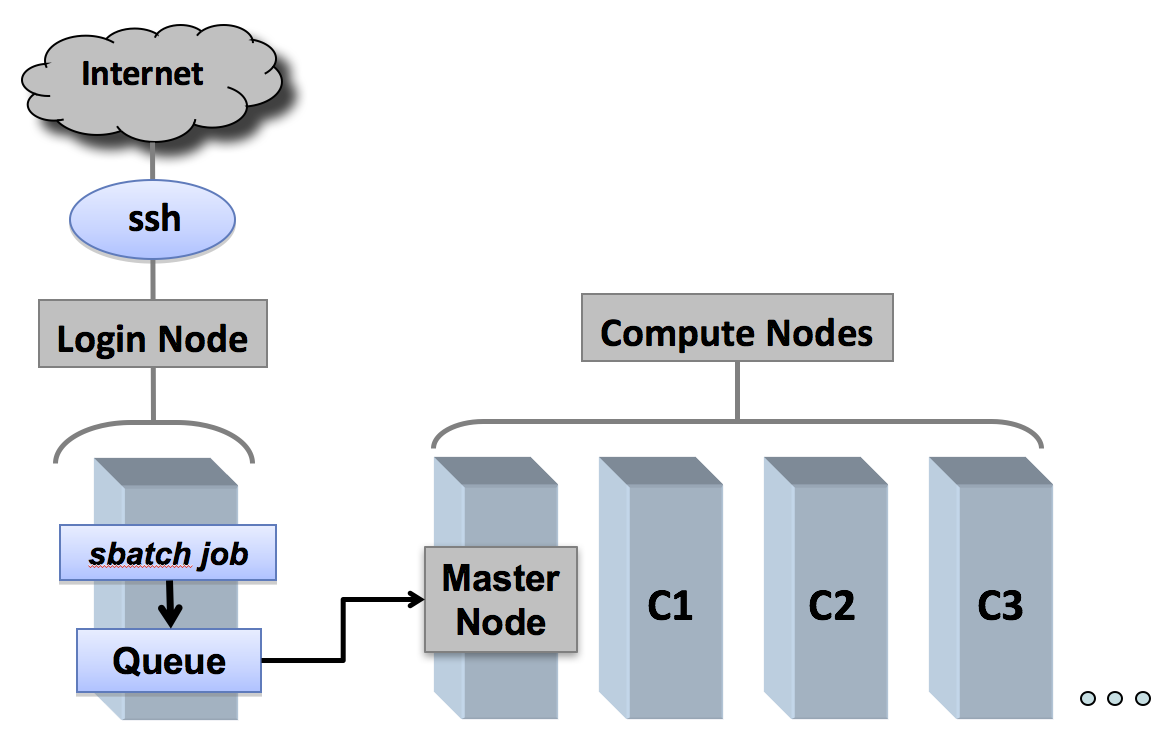 Internet
ssh
Login Node
Compute Nodes
sbatch job
Queue
Master
Node
C1
C2
C3